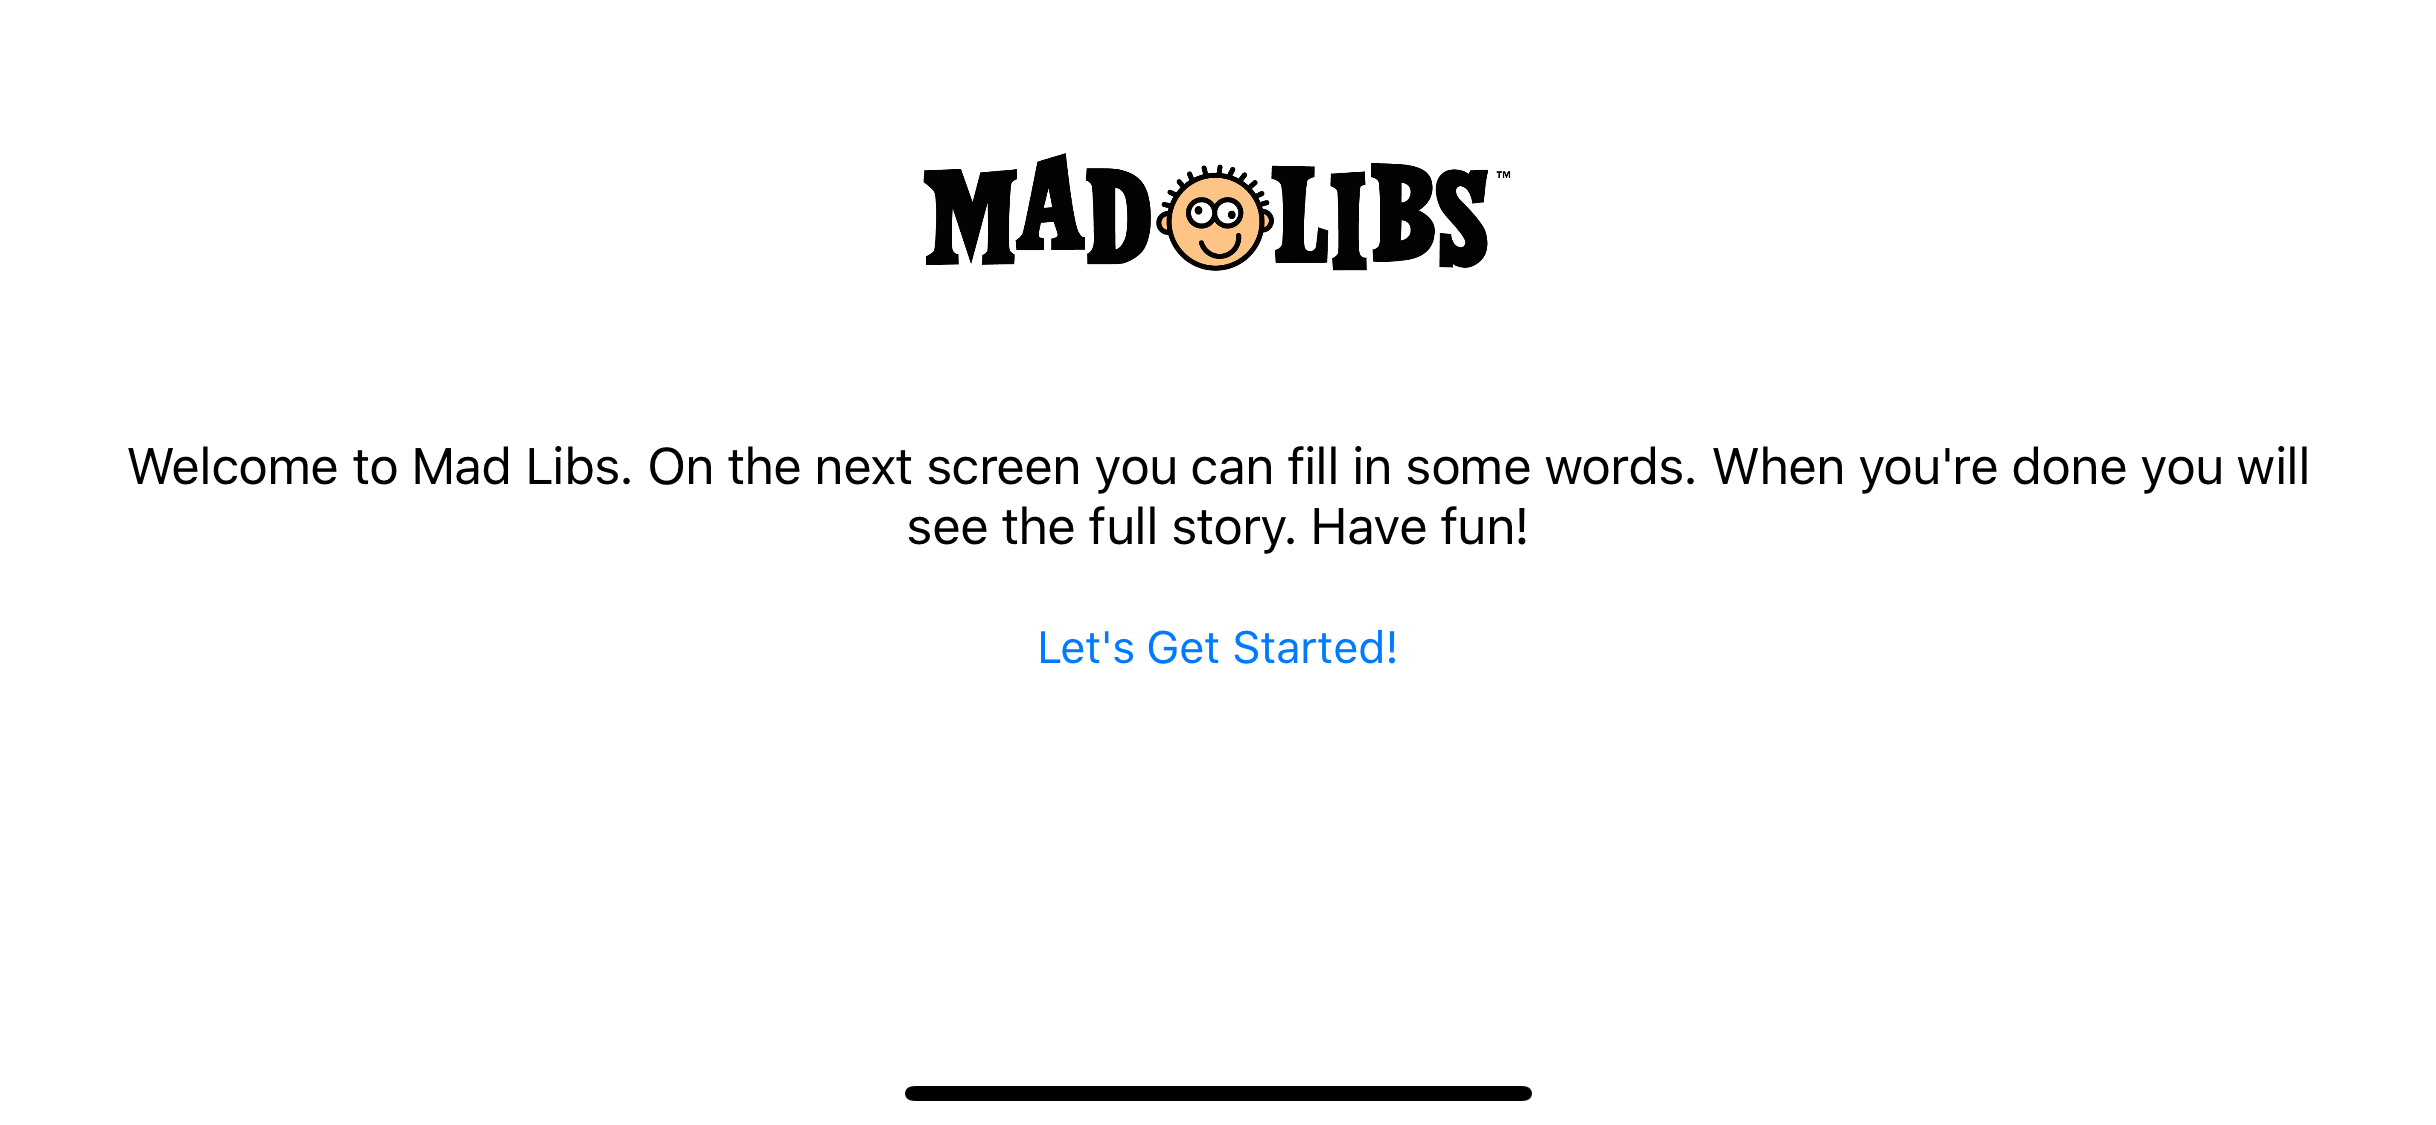 MAD LIBS™
Welcome to Mad Libs. On the next screen you can fill in some words. When you're done you will
see the full story. Have fun!
Let's Get Started!